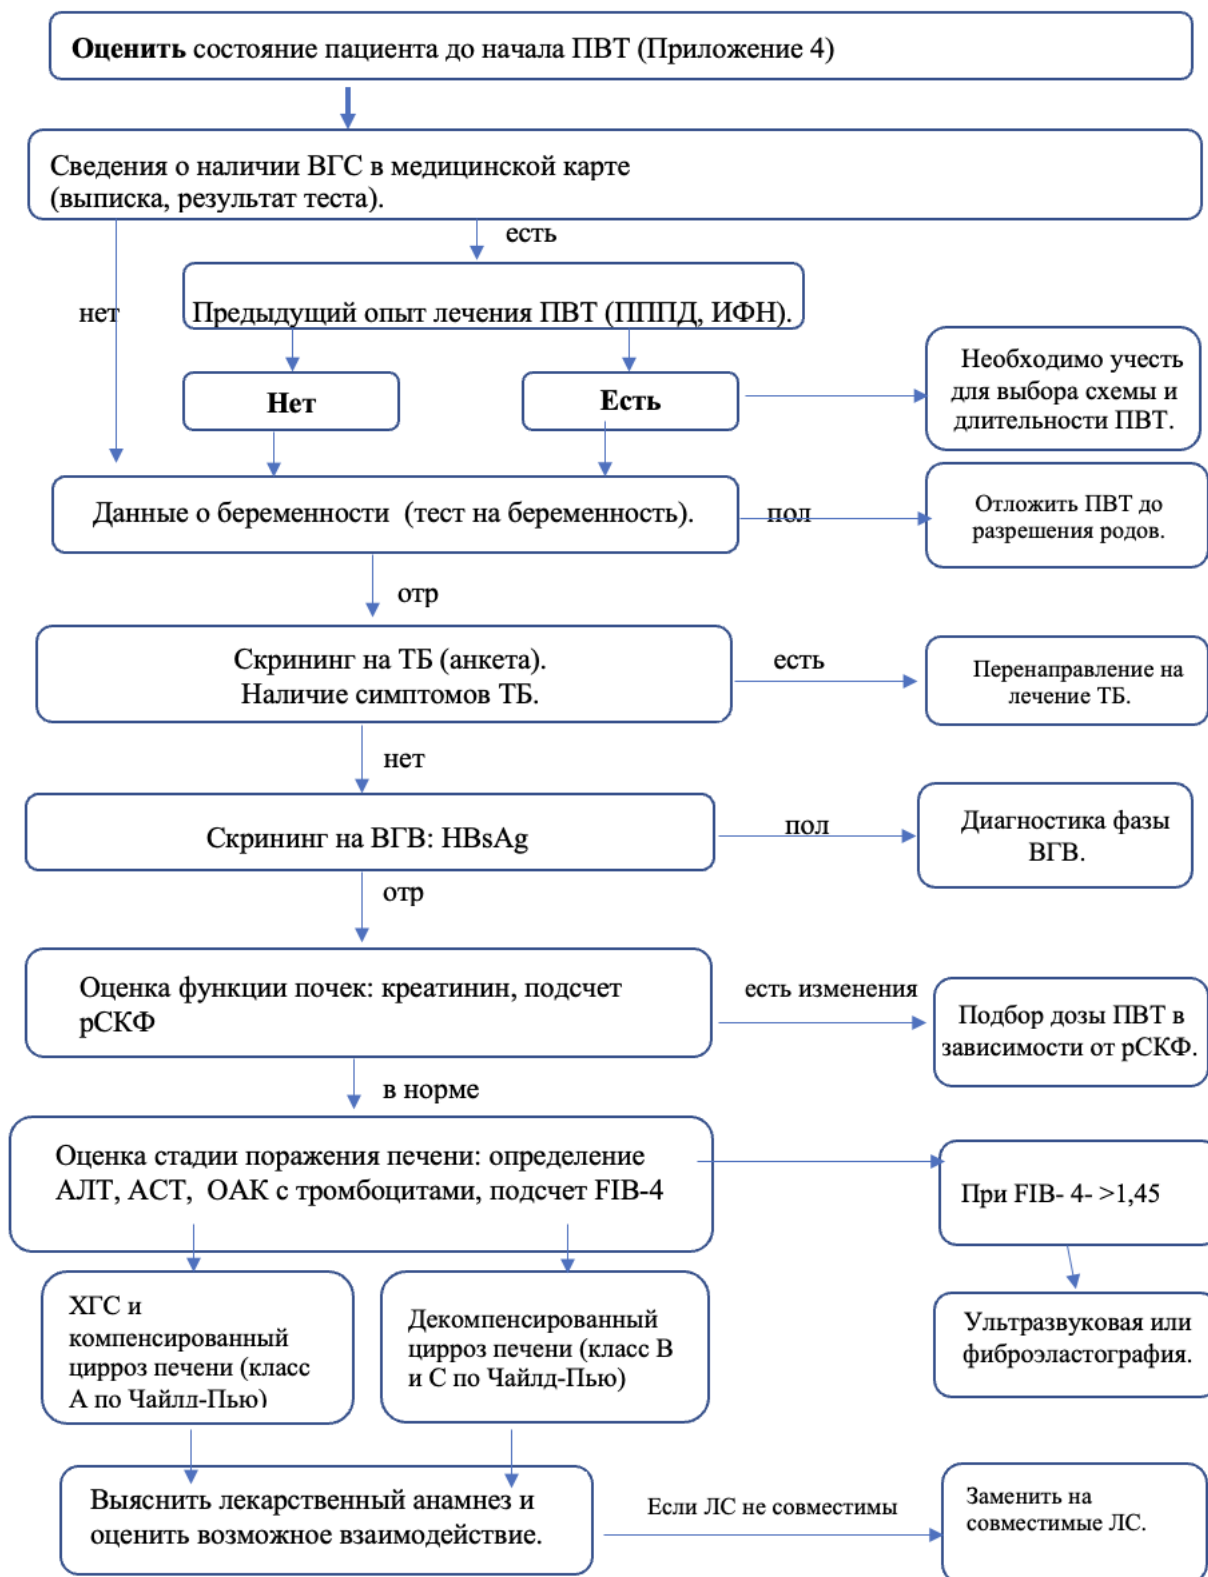 Оценить состояние пациента до начала ПВТ (Приложение 4)
Сведения о наличии ВГС в медицинской карте
(выписка, результат теста).
есть
нет
Предыдущий опыт лечения ПВТ (ПППД, ИФН).
Нет
Есть
Необходимо учесть
для выбора схемы и
длительности ПВТ.
Данные о беременности (тест на беременность).
пол
Отложить ПВТ до
разрешения родов.
отр
Скрининг на ТБ (анкета).
Наличие симптомов ТБ.
есть
Перенаправление на
лечение ТБ.
нет
Скрининг на ВГВ: HBsAg
пол
Диагностика фазы
ВГВ.
отр
Оценка функции почек: креатинин, подсчет
рСКФ
есть изменения
Подбор дозы ПВТ в
зависимости от рСКФ.
в норме
Оценка стадии поражения печени: определение
АЛТ, АСТ, ОАК с тромбоцитами, подсчет FIB-4
При FIB- 4- >1,45
ХГС и
компенсированный
цирроз печени (класс
А по Чайлд-Пью)
Декомпенсированный
цирроз печени (класс В
и С по Чайлд-Пью)
Ультразвуковая или
фиброэластография.
Выяснить лекарственный анамнез и
оценить возможное взаимодействие.
Если ЛС не совместимы
Заменить на
совместимые ЛС.